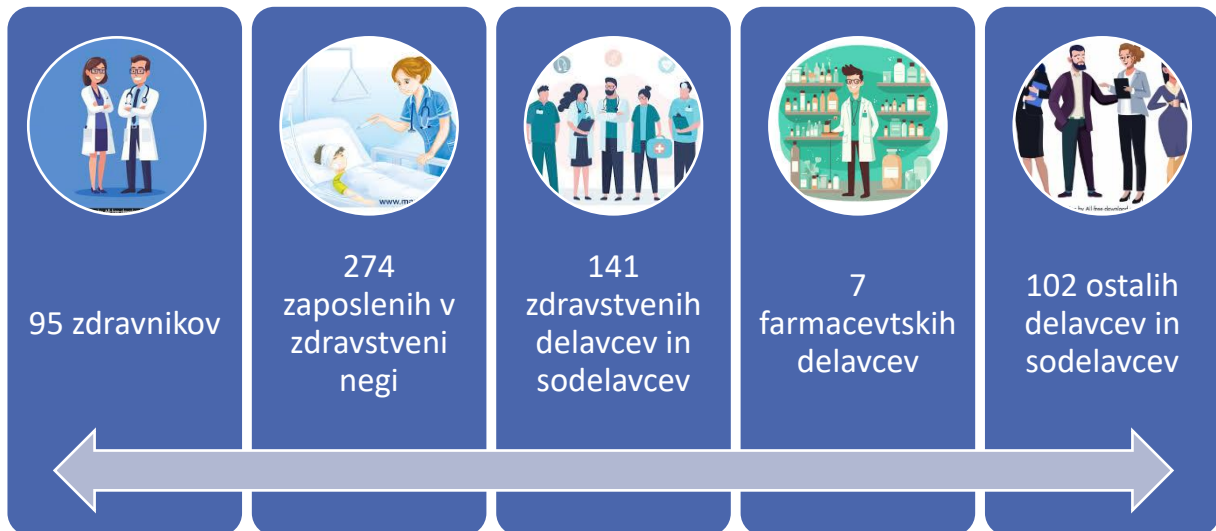 95 zdravnikov
274
zaposlenih v
zdravstveni
negi
141
zdravstvenih
delavcev in
sodelavcev
7
farmacevtskih
delavcev
102 ostalih
delavcev in
sodelavcev